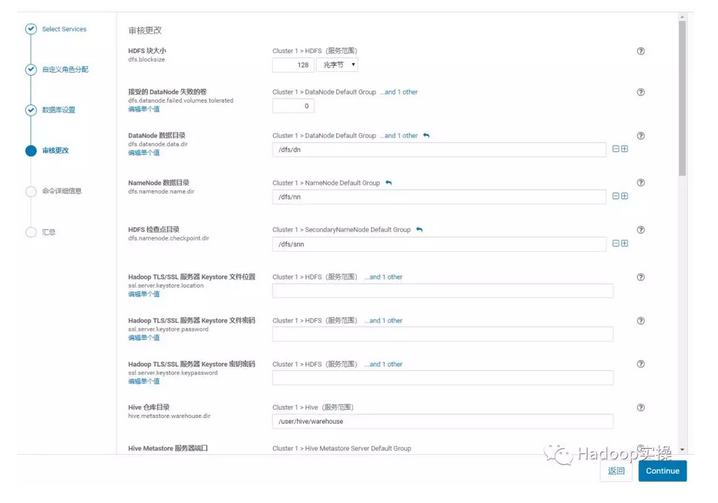 Select Services
自定义角色分配
数据库设置
审核更改
命令详细信息
汇总
审核更改
HDFS 块大小
dfs.blocksize
Cluster 1 > HDFS（服务范围）
128 兆字节
接受的 DataNode 失败的卷
dfs.datanode.failed.volumes.tolerated
编辑单个值
Cluster 1 > DataNode Default Group ...and 1 other
0
DataNode 数据目录
dfs.datanode.data.dir
编辑单个值
Cluster 1 > DataNode Default Group ...and 1 other
/dfs/dn
NameNode 数据目录
dfs.namenode.name.dir
Cluster 1 > NameNode Default Group
/dfs/nn
HDFS 检查点目录
dfs.namenode.checkpoint.dir
Cluster 1 > SecondaryNameNode Default Group
/dfs/snn
Hadoop TLS/SSL 服务器 Keystore 文件位置
ssl.server.keystore.location
编辑单个值
Cluster 1 > HDFS（服务范围） ...and 1 other
Hadoop TLS/SSL 服务器 Keystore 文件密码
ssl.server.keystore.password
编辑单个值
Cluster 1 > HDFS（服务范围） ...and 1 other
Hadoop TLS/SSL 服务器 Keystore 密钥密码
ssl.server.keystore.keypassword
编辑单个值
Cluster 1 > HDFS（服务范围） ...and 1 other
Hive 仓库目录
hive.metastore.warehouse.dir
Cluster 1 > Hive（服务范围）
/user/hive/warehouse
Hive Metastore 服务器端口
Cluster 1 > Hive Metastore Server Default Group
Hadoop实操
返回
Continue